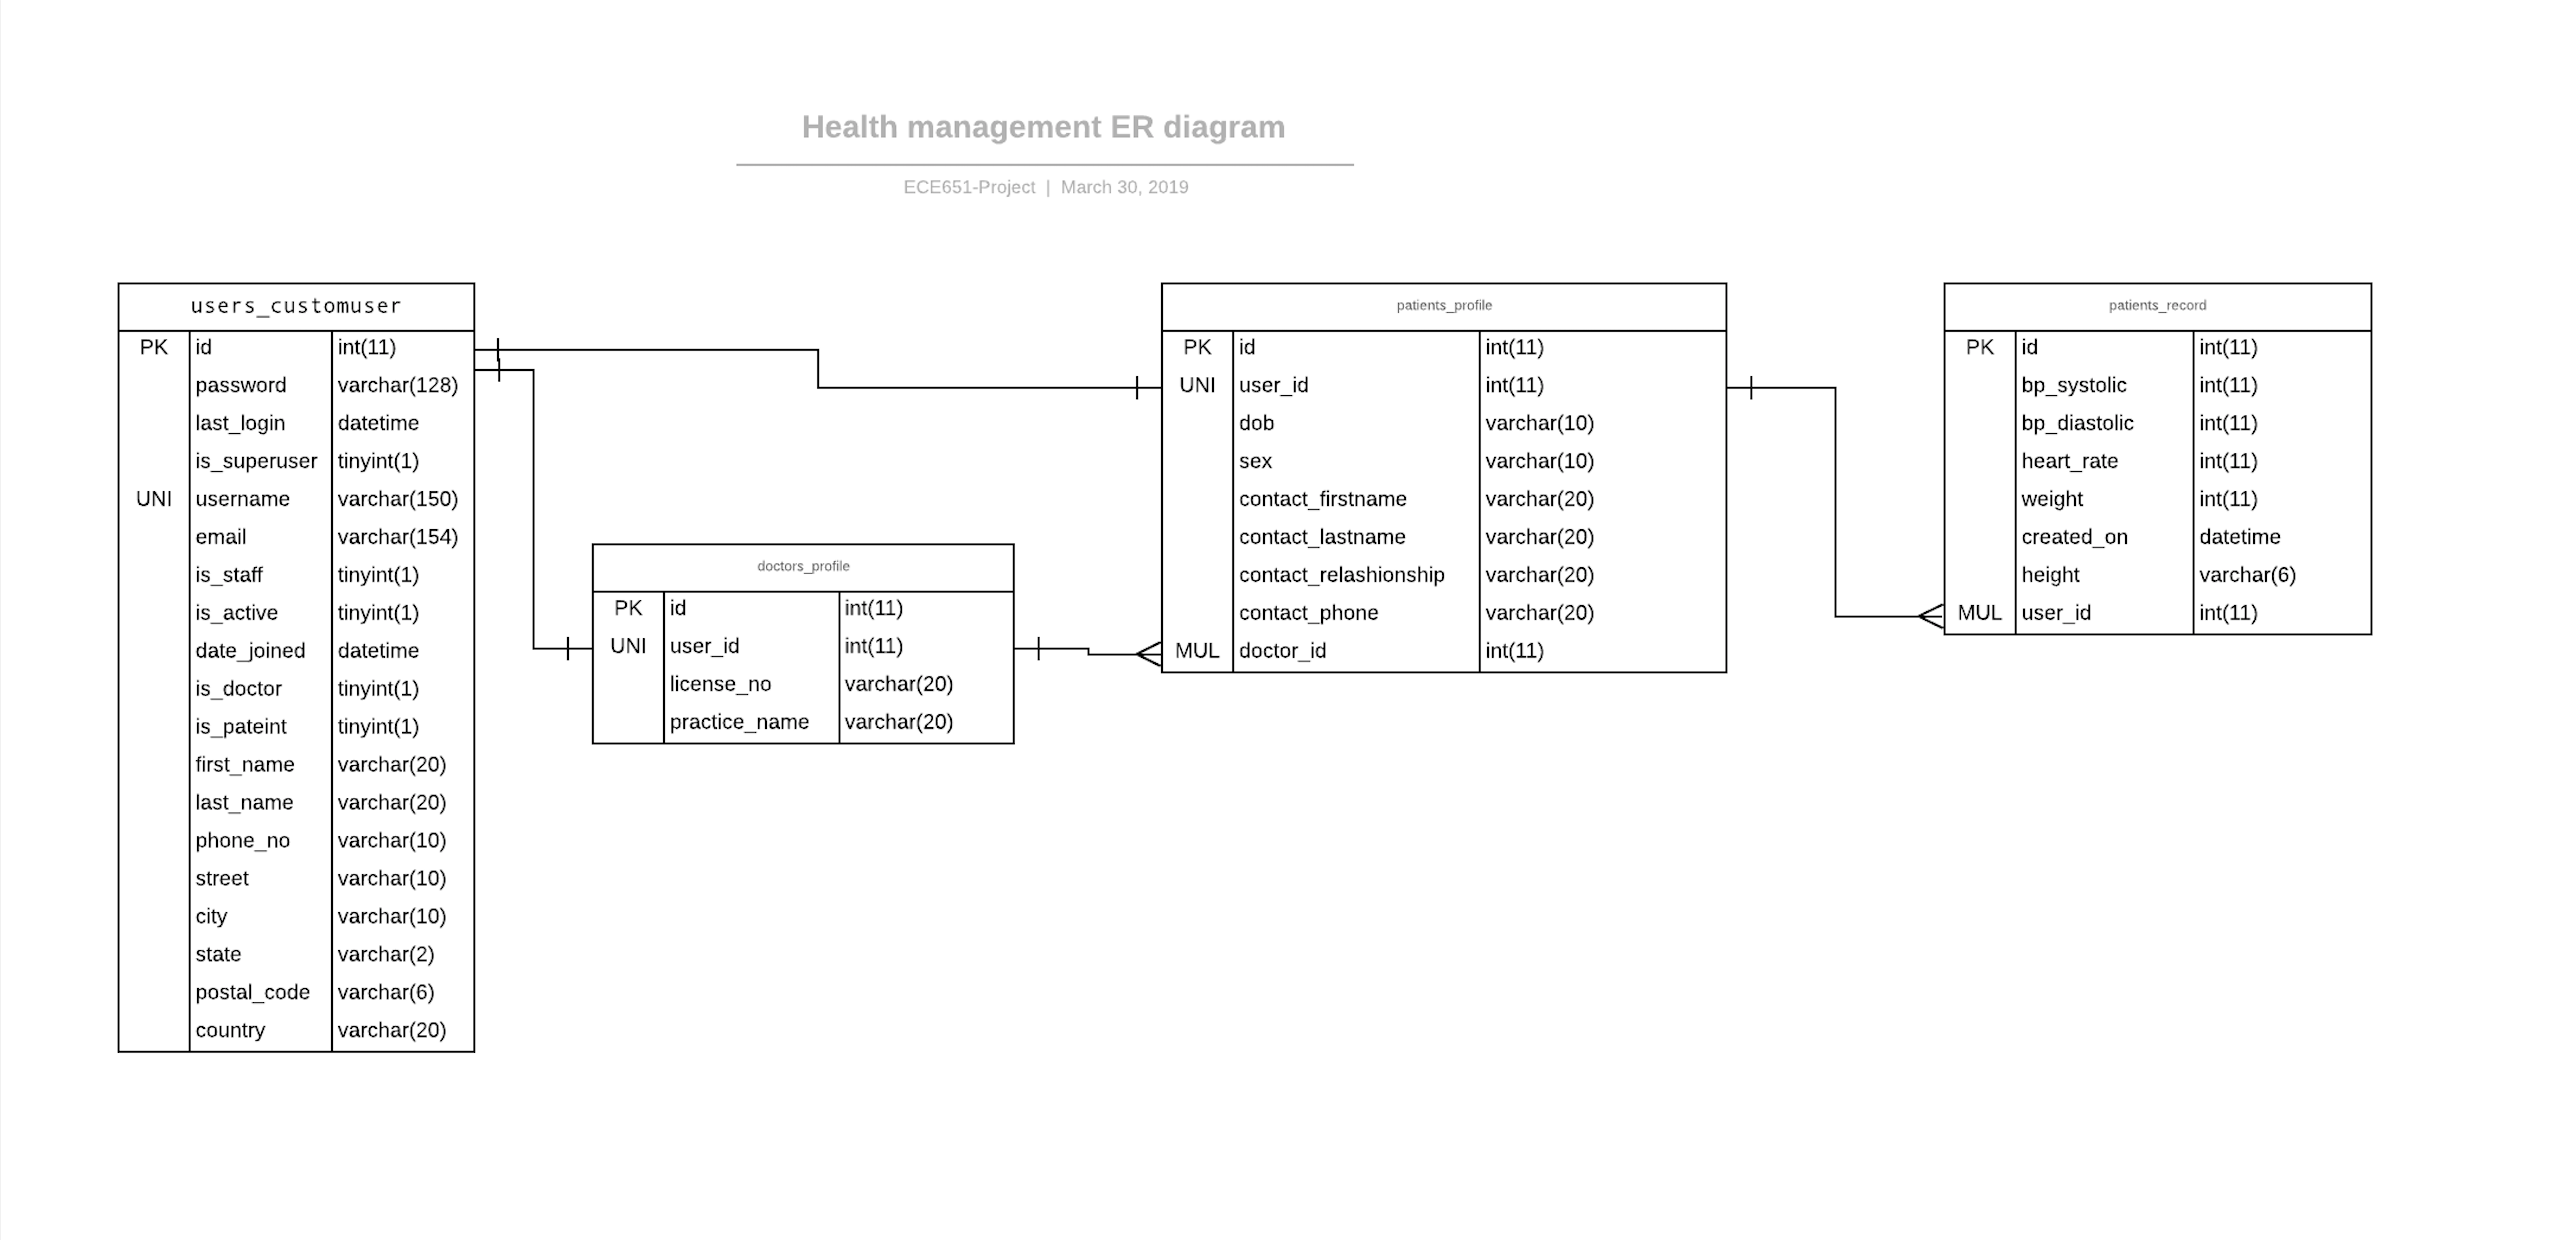 Health management ER diagram
ECE651-Project | March 30, 2019
users_customuser
PK id int(11)
password varchar(128)
last_login datetime
is_superuser tinyint(1)
UNI username varchar(150)
email varchar(154)
is_staff tinyint(1)
is_active tinyint(1)
date_joined datetime
is_doctor tinyint(1)
is_pateint tinyint(1)
first_name varchar(20)
last_name varchar(20)
phone_no varchar(10)
street varchar(10)
city varchar(10)
state varchar(2)
postal_code varchar(6)
country varchar(20)
doctors_profile
PK id int(11)
UNI user_id int(11)
license_no varchar(20)
practice_name varchar(20)
patients_profile
PK id int(11)
UNI user_id int(11)
dob varchar(10)
sex varchar(10)
contact_firstname varchar(20)
contact_lastname varchar(20)
contact_relashionship varchar(20)
contact_phone varchar(20)
MUL doctor_id int(11)
patients_record
PK id int(11)
bp_systolic int(11)
bp_diastolic int(11)
heart_rate int(11)
weight int(11)
created_on datetime
height varchar(6)
MUL user_id int(11)